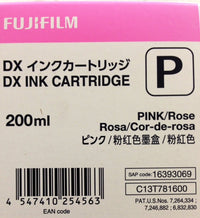 FUJIFILM
DX インクカートリッジ
DX INK CARTRIDGE
P
200ml
PINK/Rose
Rosa/Cor-de-rosa
ピンク/粉紅色墨盒/粉红色
SAP code: 16393069
C13T781600
PAT.U.S.Nos. 7,264,334 ;
7,246,882 ; 6,832,830
4 547410 254563
EAN code